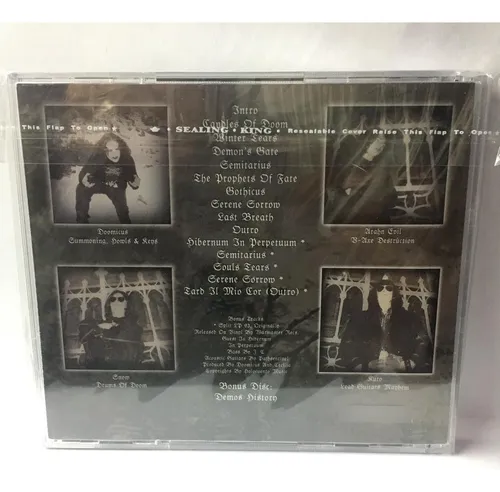 Intro
Candles Of Doom
This Flap To Open ★ SEALING • KING • Resealable Cover Raise This Flap To Open
Winter Tears
Demon's Gate
Semitarius
The Prophets Of Fate
Gothicus
Serene Sorrow
Last Breath
Outro
Hibernum In Perpetuum *
Semitarius *
Souls Tears *
Serene Sorrow *
Tard Il Mio Cor (Outro) *
Doomicus
Summoning, Howls & Keys
Arahn Evil
V-Axe Destruction
Snow
Drums Of Doom
Lead Guitars
Bonus Tracks
In Perpetuum
Bonus Disc:
Demos History